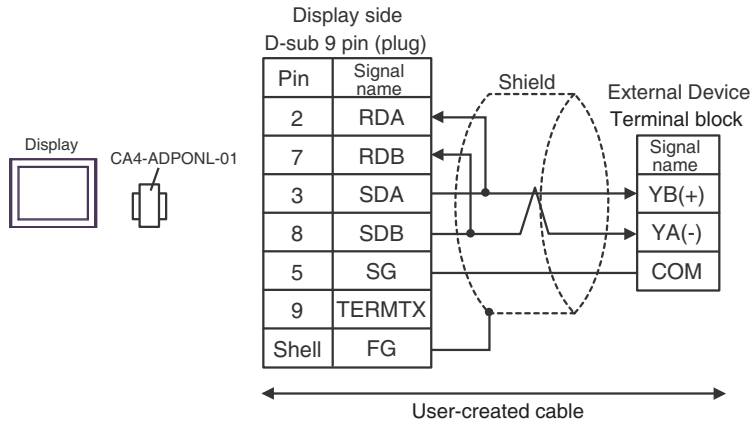 Display side
D-sub 9 pin (plug)
Pin
Signal
name
Shield
External Device
Terminal block
2
RDA
Display
CA4-ADPONL-01
Signal
name
7
RDB
3
SDA
YB(+)
8
SDB
YA(-)
5
SG
COM
9
TERMTX
Shell
FG
User-created cable